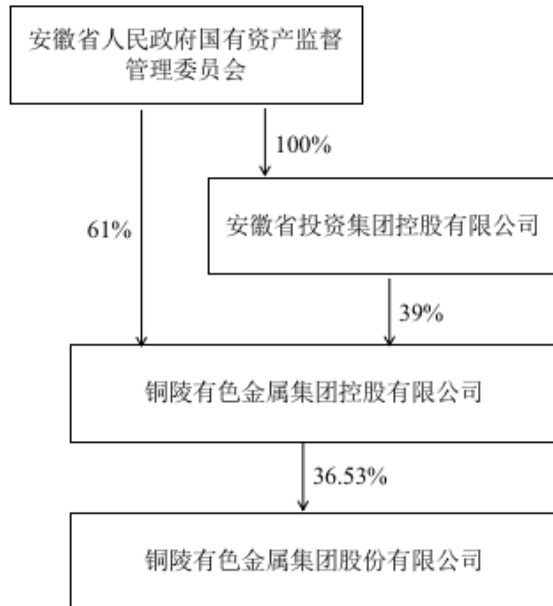 安徽省人民政府国有资产监督
管理委员会
100%
安徽省投资集团控股有限公司
61%
39%
铜陵有色金属集团控股有限公司
36.53%
铜陵有色金属集团股份有限公司